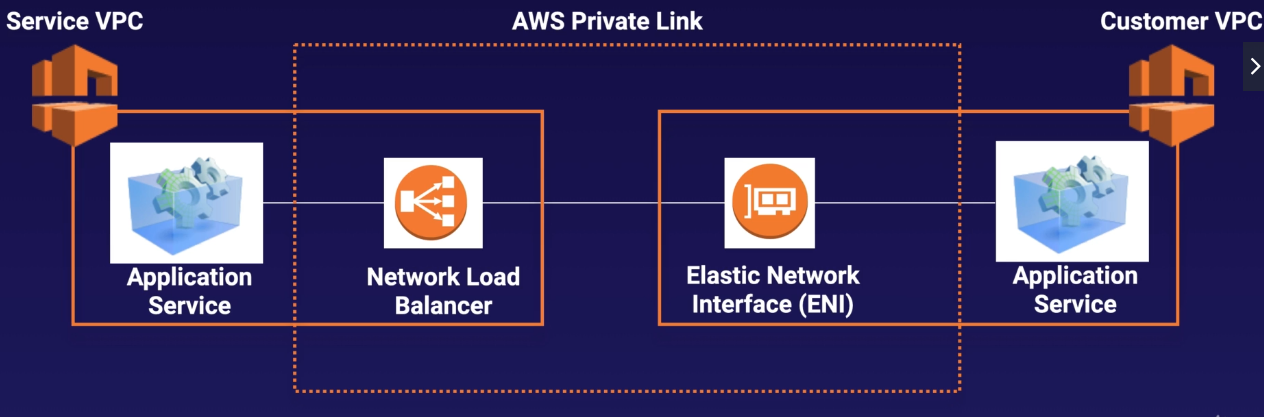 Service VPC
AWS Private Link
Customer VPC
Application
Service
Network Load
Balancer
Elastic Network
Interface (ENI)
Application
Service